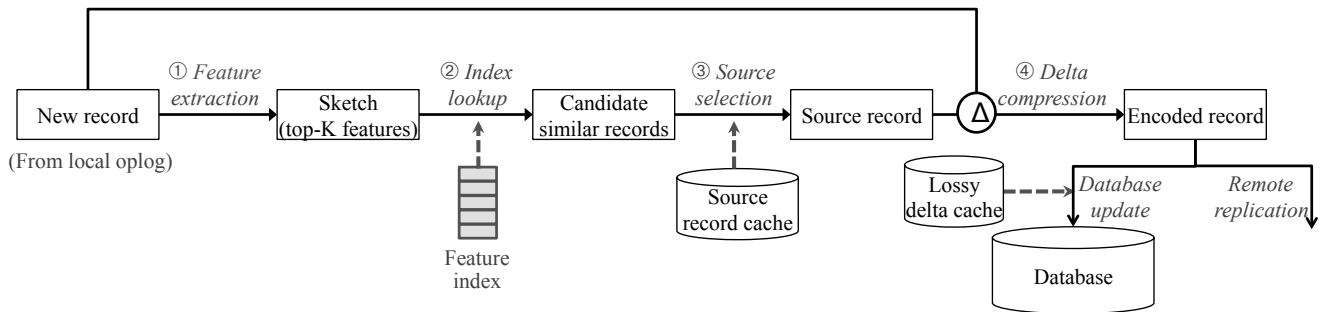 ① Feature
extraction
② Index
lookup
③ Source
selection
④ Delta
compression
New record
(From local oplog)
Sketch
(top-K features)
Candidate
similar records
Source record
Δ
Encoded record
Feature
index
Source
record cache
Lossy
delta cache
Database
update
Remote
replication
Database